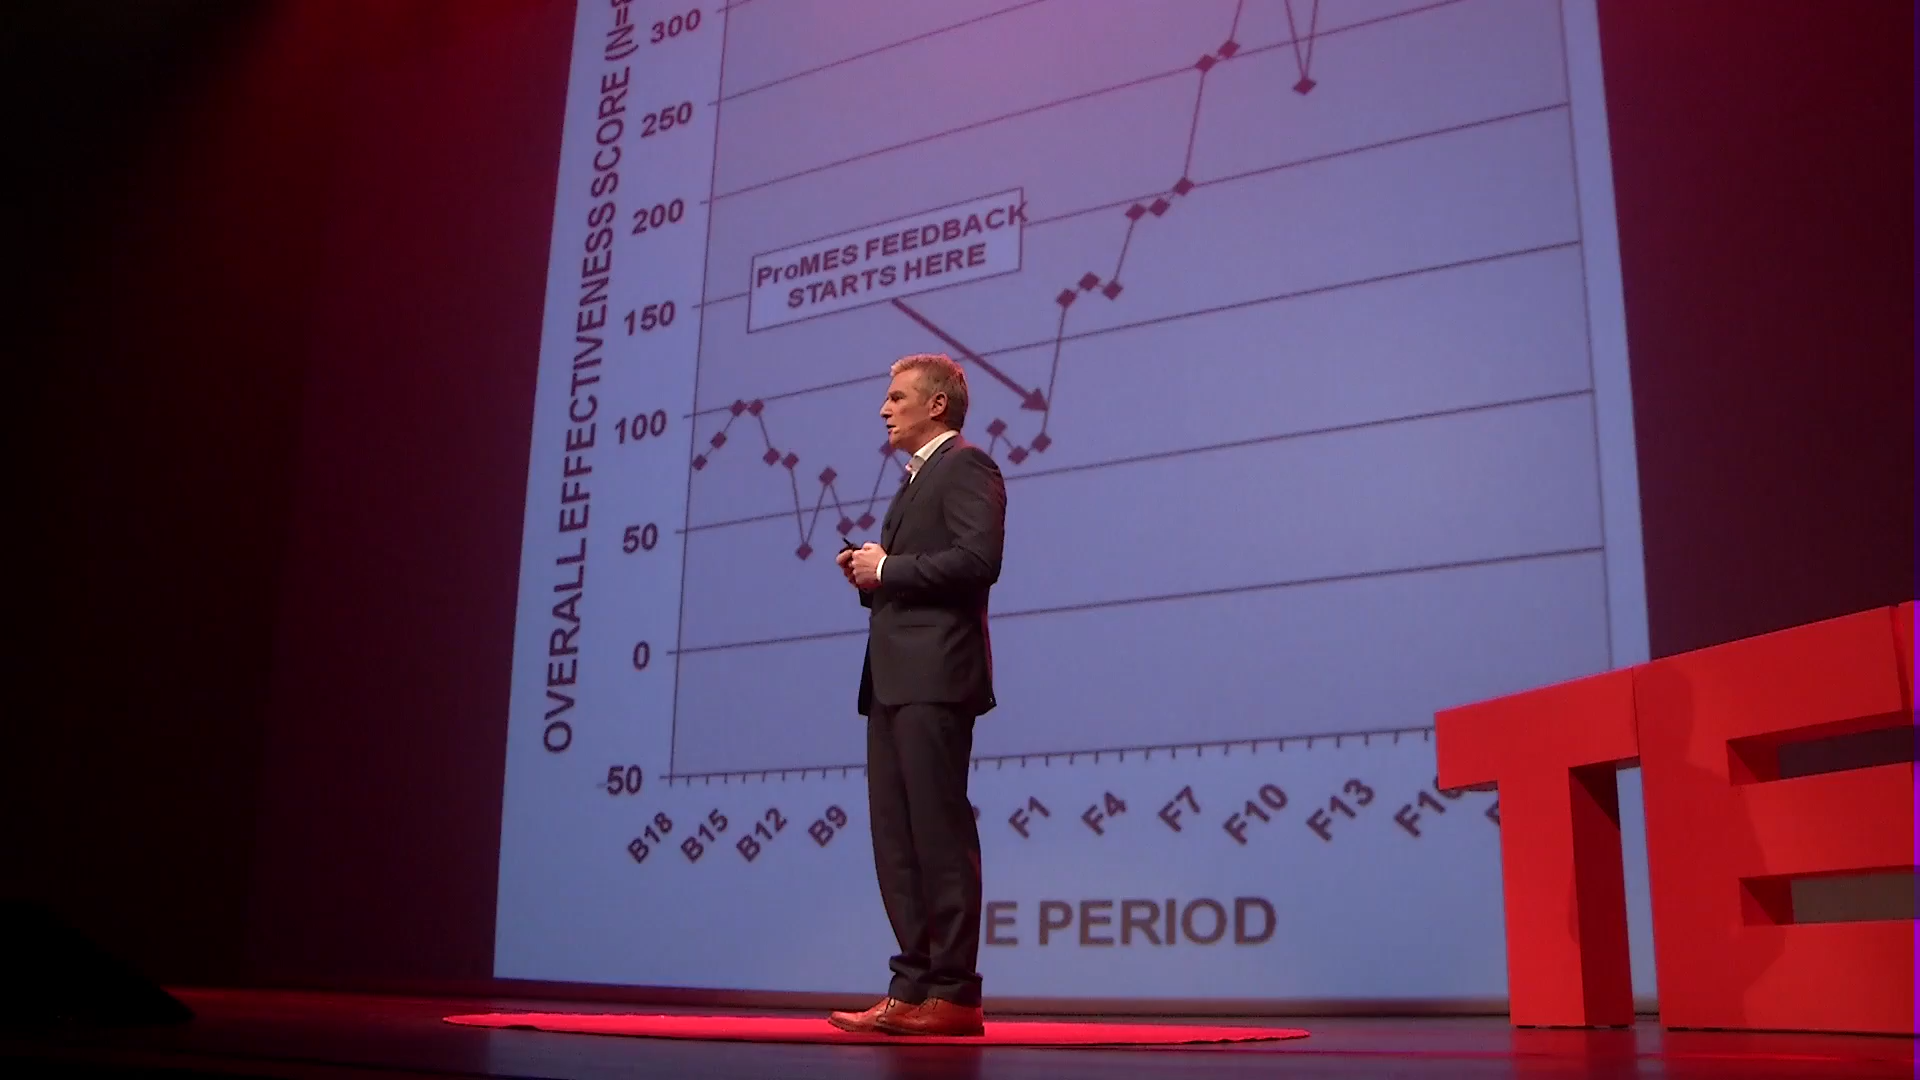 OVERALL EFFECTIVENESS SCORE (N=
300
250
200
150
100
50
0
-50
ProMES FEEDBACK
STARTS HERE
B18 B15 B12 B9 F1 F4 F7 F10 F13
E PERIOD
TE